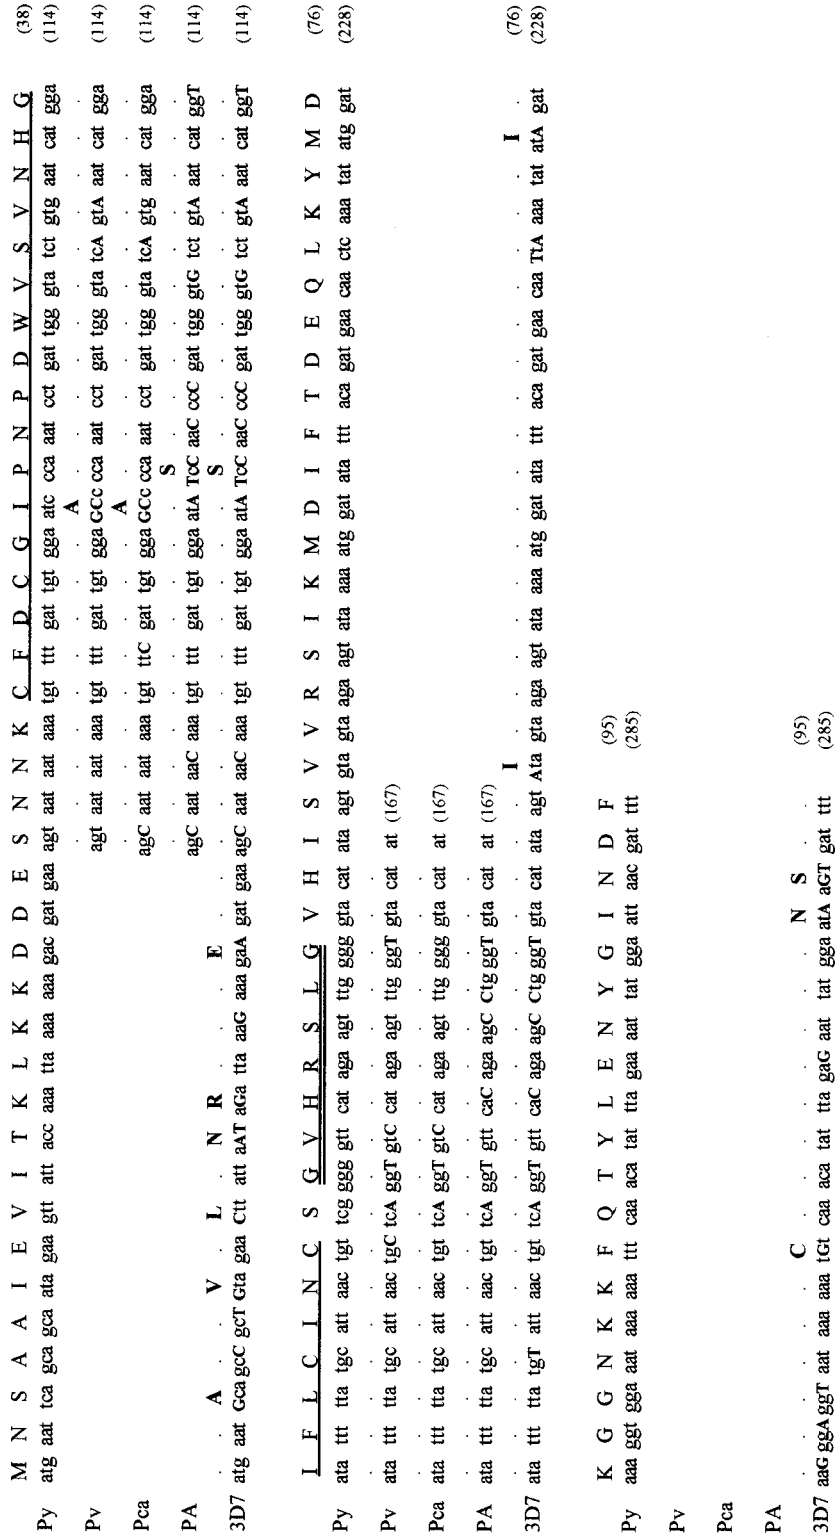 M N S A A I E V I T K L K K D D E S N N K C F D C G I P N P D W V S V N H G (38)
Py atg aat tca gca gca ata gaa gtt att acc aaa tta aaa aaa gac gat gaa agt aat aat aaa tgt ttt gat tgt gga atc cca aat cct gat tgg gta tct gtg aat cat gga (114)
. . . . . . . . . A . . . . . . . . . . .
Pv agt aat aat aaa tgt ttt gat tgt gga GCc cca aat cct gat tgg gta tcA gtA aat cat gga (114)
. . . . . . . . . A . . . . . . . . . . .
Pca agC aat aat aaa tgt ttC gat tgt gga GCc cca aat cct gat tgg gta tcA gtg aat cat gga (114)
. . . . . . . . . . S . . . . . . . . . .
PA agC aat aaC aaa tgt ttt gat tgt gga atA TcC aaC ccC gat tgg gtG tct gtA aat cat ggT (114)
. . A . . V . L . N R . . . E . . . . . . . . . . . . S . . . . . . . . . .
3D7 atg aat Gca gcC gcT Gta gaa Ctt att aAT aGa tta aaG aaa gaA gat gaa agC aat aaC aaa tgt ttt gat tgt gga atA TcC aaC ccC gat tgg gtG tct gtA aat cat ggT (114)
I F L C I N C S G V H R S L G V H I S V V R S I K M D I F T D E Q L K Y M D (76)
Py ata ttt tta tgc att aac tgt tcg ggg gtt cat aga agt ttg ggg gta cat ata agt gta gta aga agt ata aaa atg gat ata ttt aca gat gaa caa ctc aaa tat atg gat (228)
. . . . . . . . . . . . . . . . .
Pv ata ttt tta tgc att aac tgC tcA ggT gtC cat aga agt ttg ggT gta cat at (167)
. . . . . . . . . . . . . . . . .
Pca ata ttt tta tgc att aac tgt tcA ggT gtC cat aga agt ttg ggg gta cat at (167)
. . . . . . . . . . . . . . . . .
PA ata ttt tta tgc att aac tgt tcA ggT gtt caC aga agC Ctg ggT gta cat at (167)
. . . . . . . . . . . . . . . . . . . I . . . . . . . . . . . . . . . . I . (76)
3D7 ata ttt tta tgT att aac tgt tcA ggT gtt caC aga agC Ctg ggT gta cat ata agt Ata gta aga agt ata aaa atg gat ata ttt aca gat gaa caa TtA aaa tat atA gat (228)
K G G N K K F Q T Y L E N Y G I N D F (95)
Py aaa ggt gga aat aaa aaa ttt caa aca tat tta gaa aat tat gga att aac gat ttt (285)
Pv
Pca
PA
. . . . . . C . . . . . . . . N S . . (95)
3D7 aaG ggA ggT aat aaa aaa tGt caa aca tat tta gaG aat tat gga atA aGT gat ttt (285)